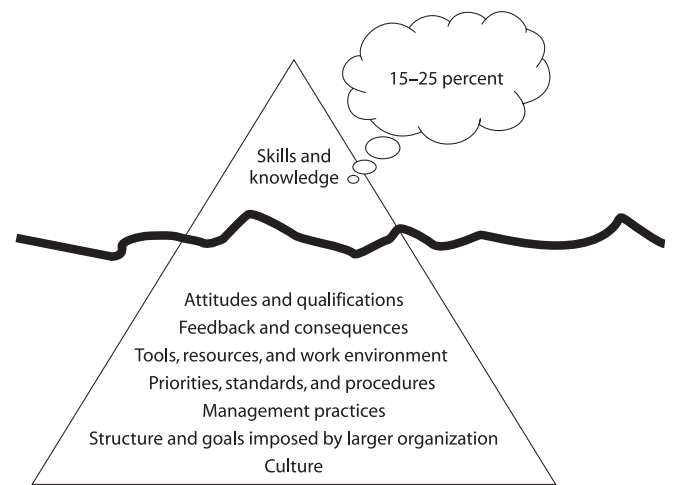 15–25 percent
Skills and
knowledge
Attitudes and qualifications
Feedback and consequences
Tools, resources, and work environment
Priorities, standards, and procedures
Management practices
Structure and goals imposed by larger organization
Culture